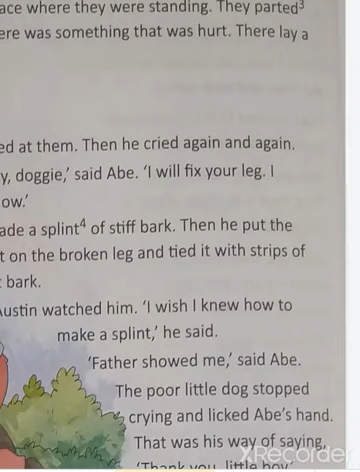 ace where they were standing. They parted³
ere was something that was hurt. There lay a
ed at them. Then he cried again and again.
y, doggie,' said Abe. 'I will fix your leg. I
ow.'
ade a splint⁴ of stiff bark. Then he put the
t on the broken leg and tied it with strips of
bark.
Austin watched him. 'I wish I knew how to
make a splint,' he said.
'Father showed me,' said Abe.
The poor little dog stopped
crying and licked Abe's hand.
That was his way of saying,
'Thank you, little boy
XRecorder